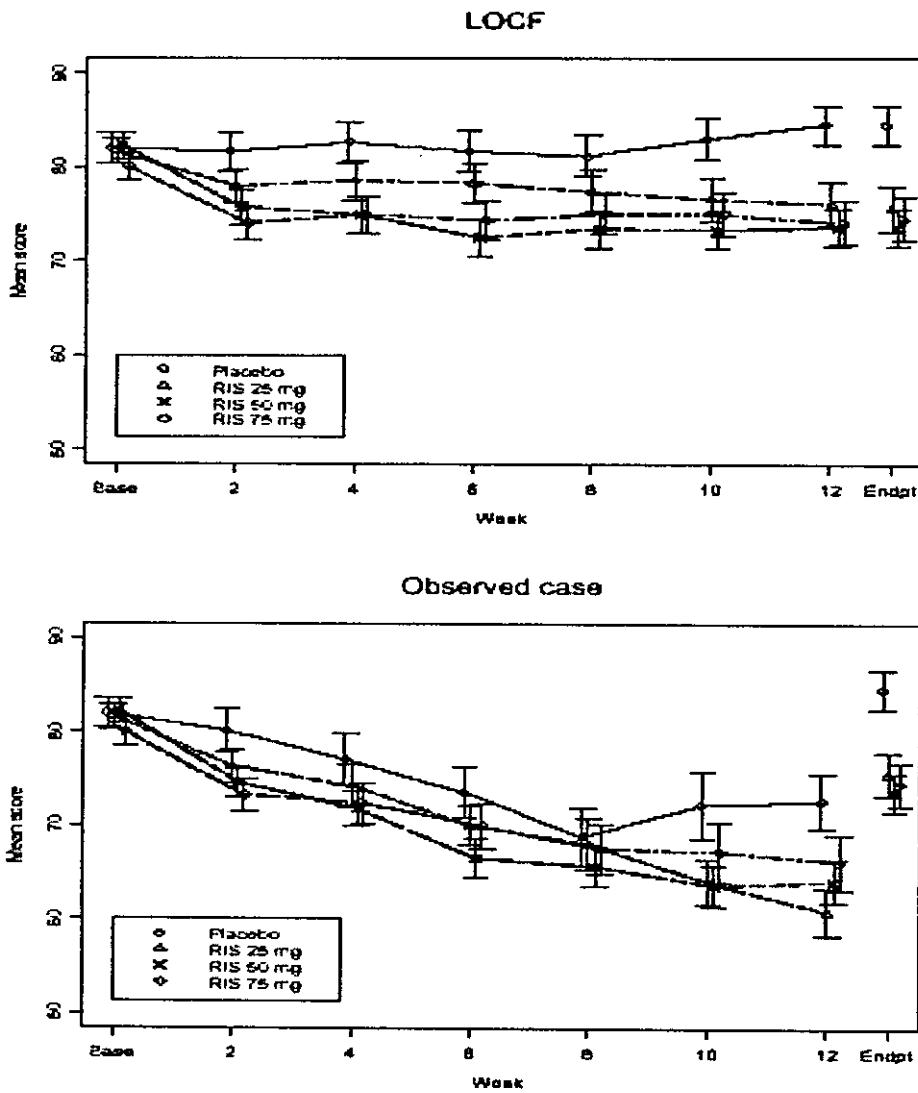 LOCF
90
80
70
60
50
Mean score
Placebo
RIS 25 mg
RIS 50 mg
RIS 75 mg
Base 2 4 6 8 10 12 Endpt
Week
Observed case
90
80
70
60
50
Mean score
Placebo
RIS 25 mg
RIS 50 mg
RIS 75 mg
Base 2 4 6 8 10 12 Endpt
Week